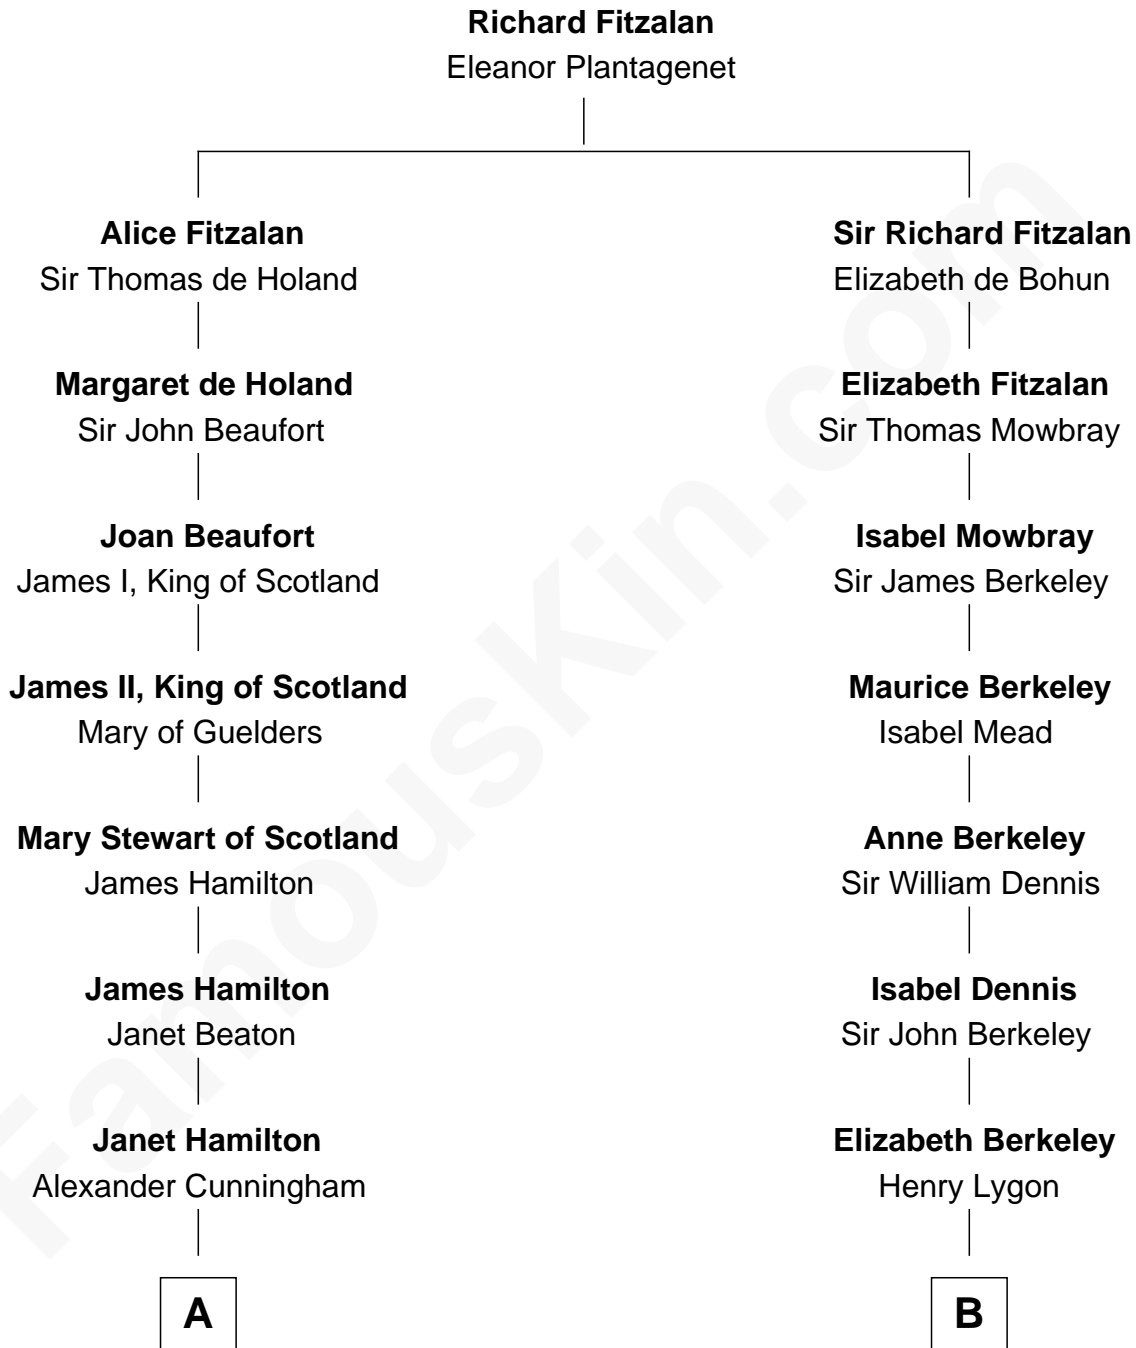 Richard Fitzalan
Eleanor Plantagenet
Alice Fitzalan
Sir Thomas de Holand
Margaret de Holand
Sir John Beaufort
Joan Beaufort
James I, King of Scotland
James II, King of Scotland
Mary of Guelders
Mary Stewart of Scotland
James Hamilton
James Hamilton
Janet Beaton
Janet Hamilton
Alexander Cunningham
A
Sir Richard Fitzalan
Elizabeth de Bohun
Elizabeth Fitzalan
Sir Thomas Mowbray
Isabel Mowbray
Sir James Berkeley
Maurice Berkeley
Isabel Mead
Anne Berkeley
Sir William Dennis
Isabel Dennis
Sir John Berkeley
Elizabeth Berkeley
Henry Lygon
B
FamousKin.com